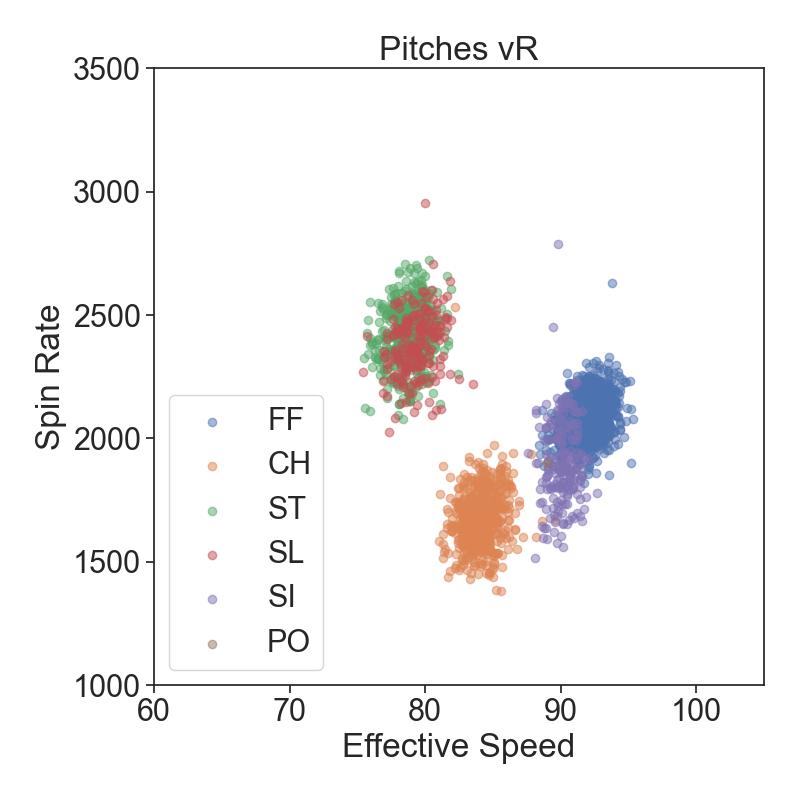 Pitches vR
3500
3000
2500
2000
1500
1000
Spin Rate
FF
CH
ST
SL
SI
PO
60 70 80 90 100
Effective Speed